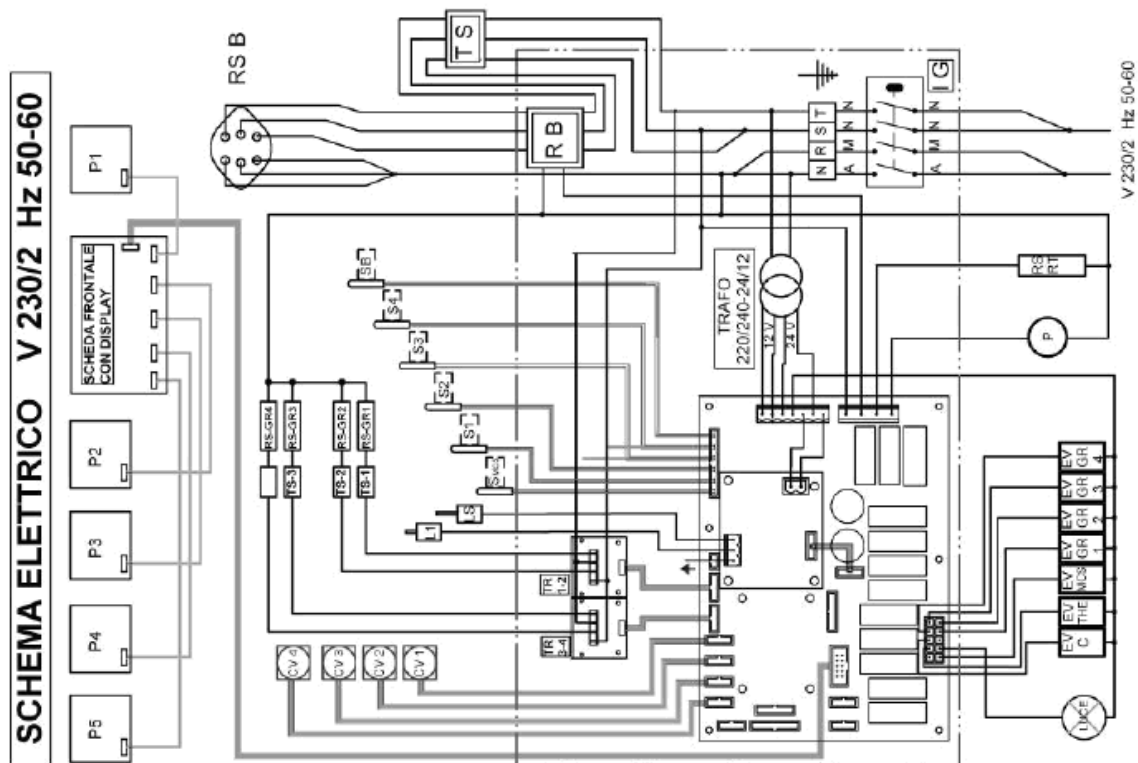 SCHEMA ELETTRICO V 230/2 Hz 50-60
P1
SCHEDA FRONTALE
CON DISPLAY
P2
P3
P4
P5
RS B
T S
R B
I G
N R S T
A M N N
A M N N
V 230/2 Hz 50-60
SB
S4
S3
S2
S1
Smcs
LS
L1
RS-GR4
RS-GR3
RS-GR2
RS-GR1
TS-3
TS-2
TS-1
TR
1-2
TR
3-4
CV 4
CV 3
CV 2
CV 1
TRAFO
220/240-24/12
12 V
24 V
RS
RT
P
EV
GR
4
EV
GR
3
EV
GR
2
EV
GR
1
EV
MCS
EV
THE
EV
C
LUCE